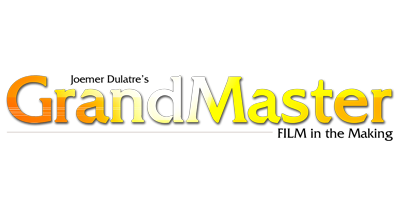 Joemer Dulatre's
GrandMaster
FILM in the Making